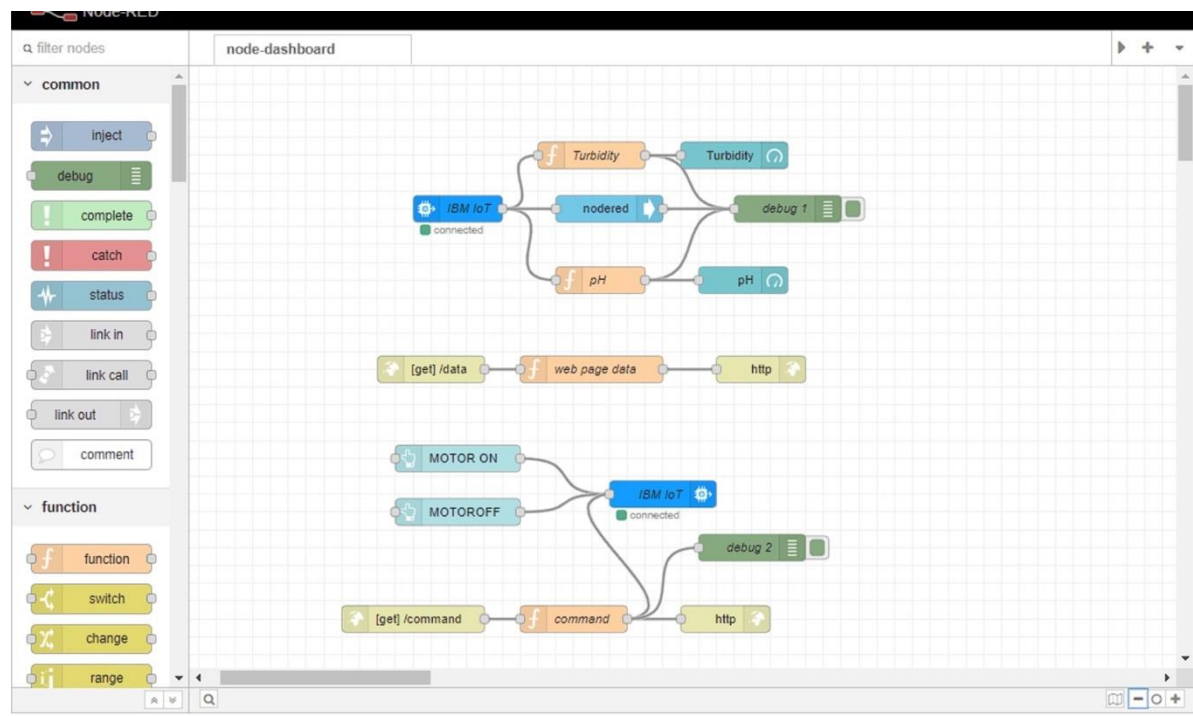 Node-RED
filter nodes
node-dashboard
common
inject
debug
complete
catch
status
link in
link call
link out
comment
function
function
switch
change
range
Turbidity
Turbidity
IBM IoT
connected
nodered
debug 1
pH
pH
[get] /data
web page data
http
MOTOR ON
MOTOROFF
IBM IoT
connected
debug 2
[get] /command
command
http